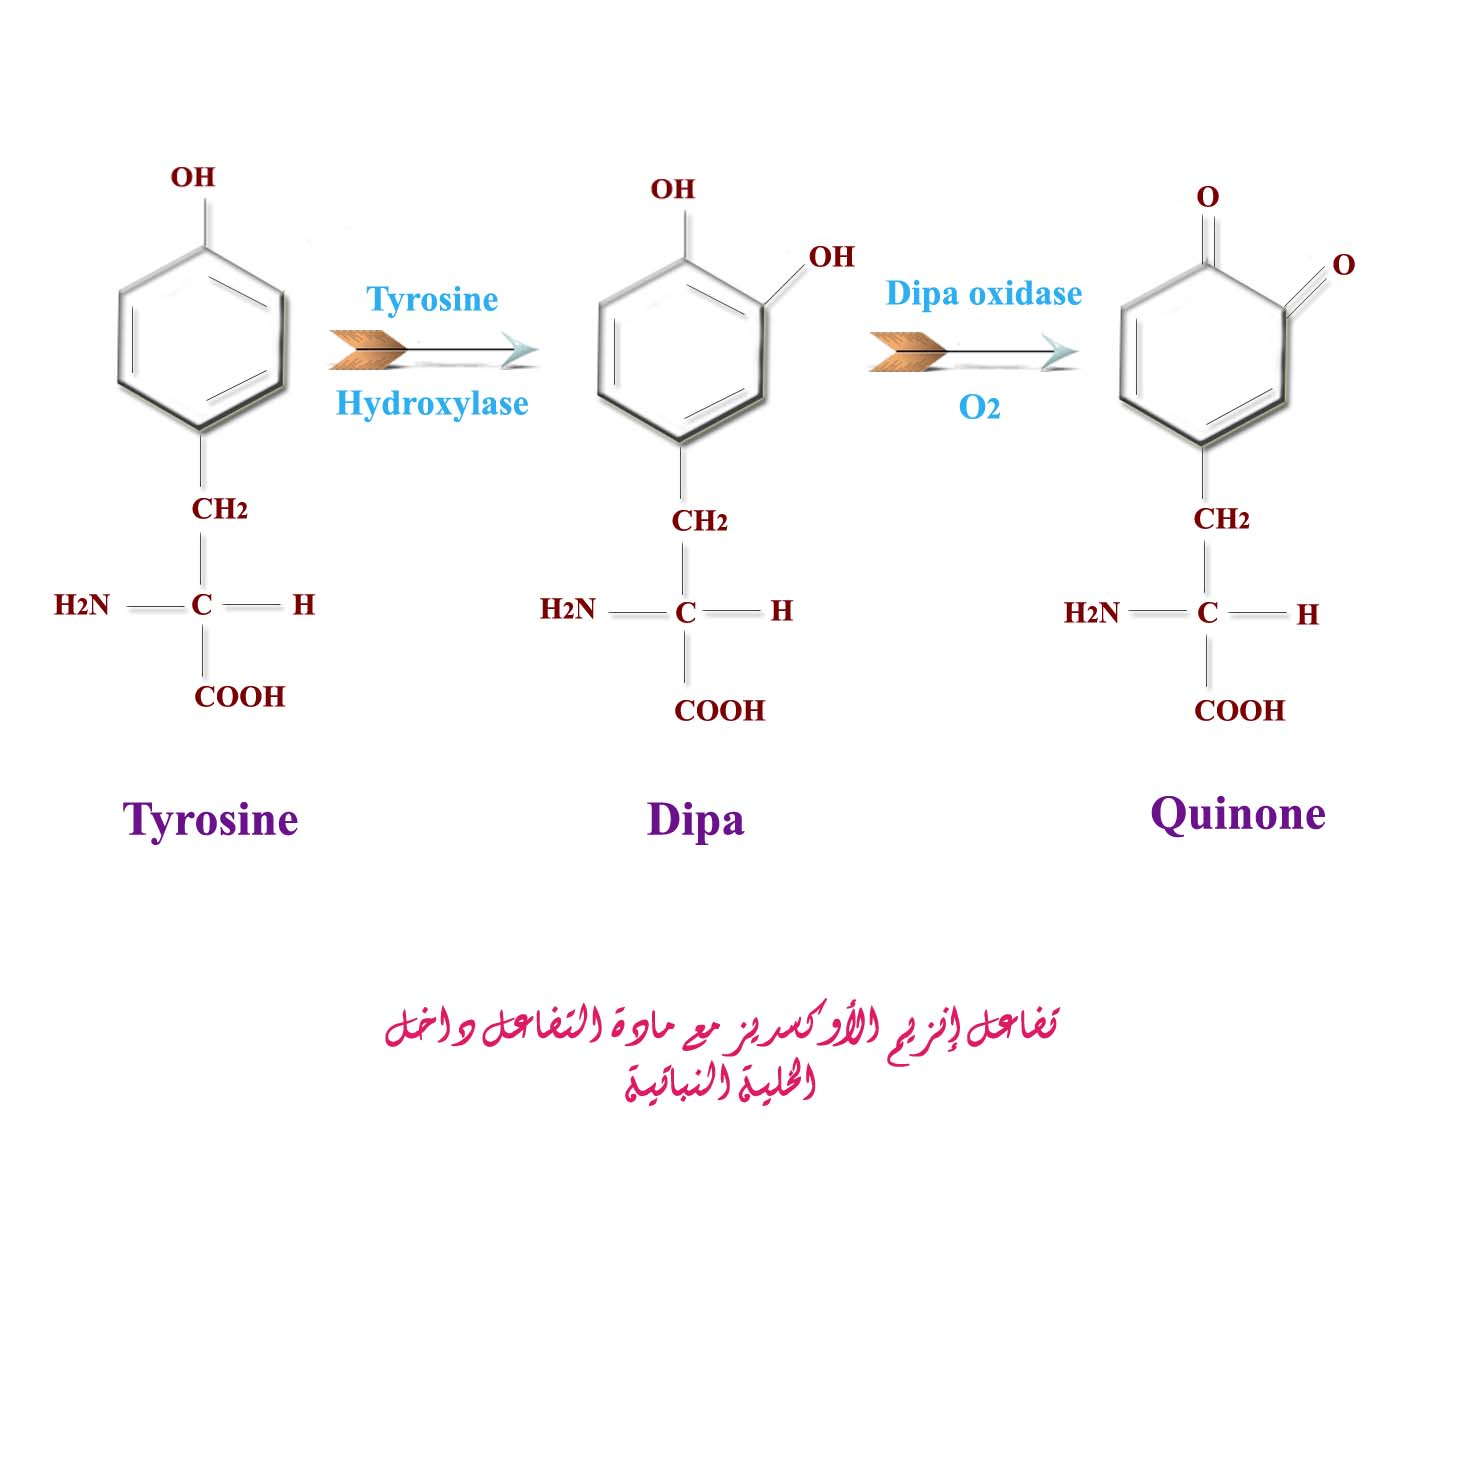 OH
CH2
H2N C H
COOH
Tyrosine
Tyrosine
Hydroxylase
OH
OH
CH2
H2N C H
COOH
Dipa
Dipa oxidase
O2
O
O
CH2
H2N C H
COOH
Quinone
تفاعل إنزيم الأوكسديز مع مادة التفاعل داخل
الخلية النباتية